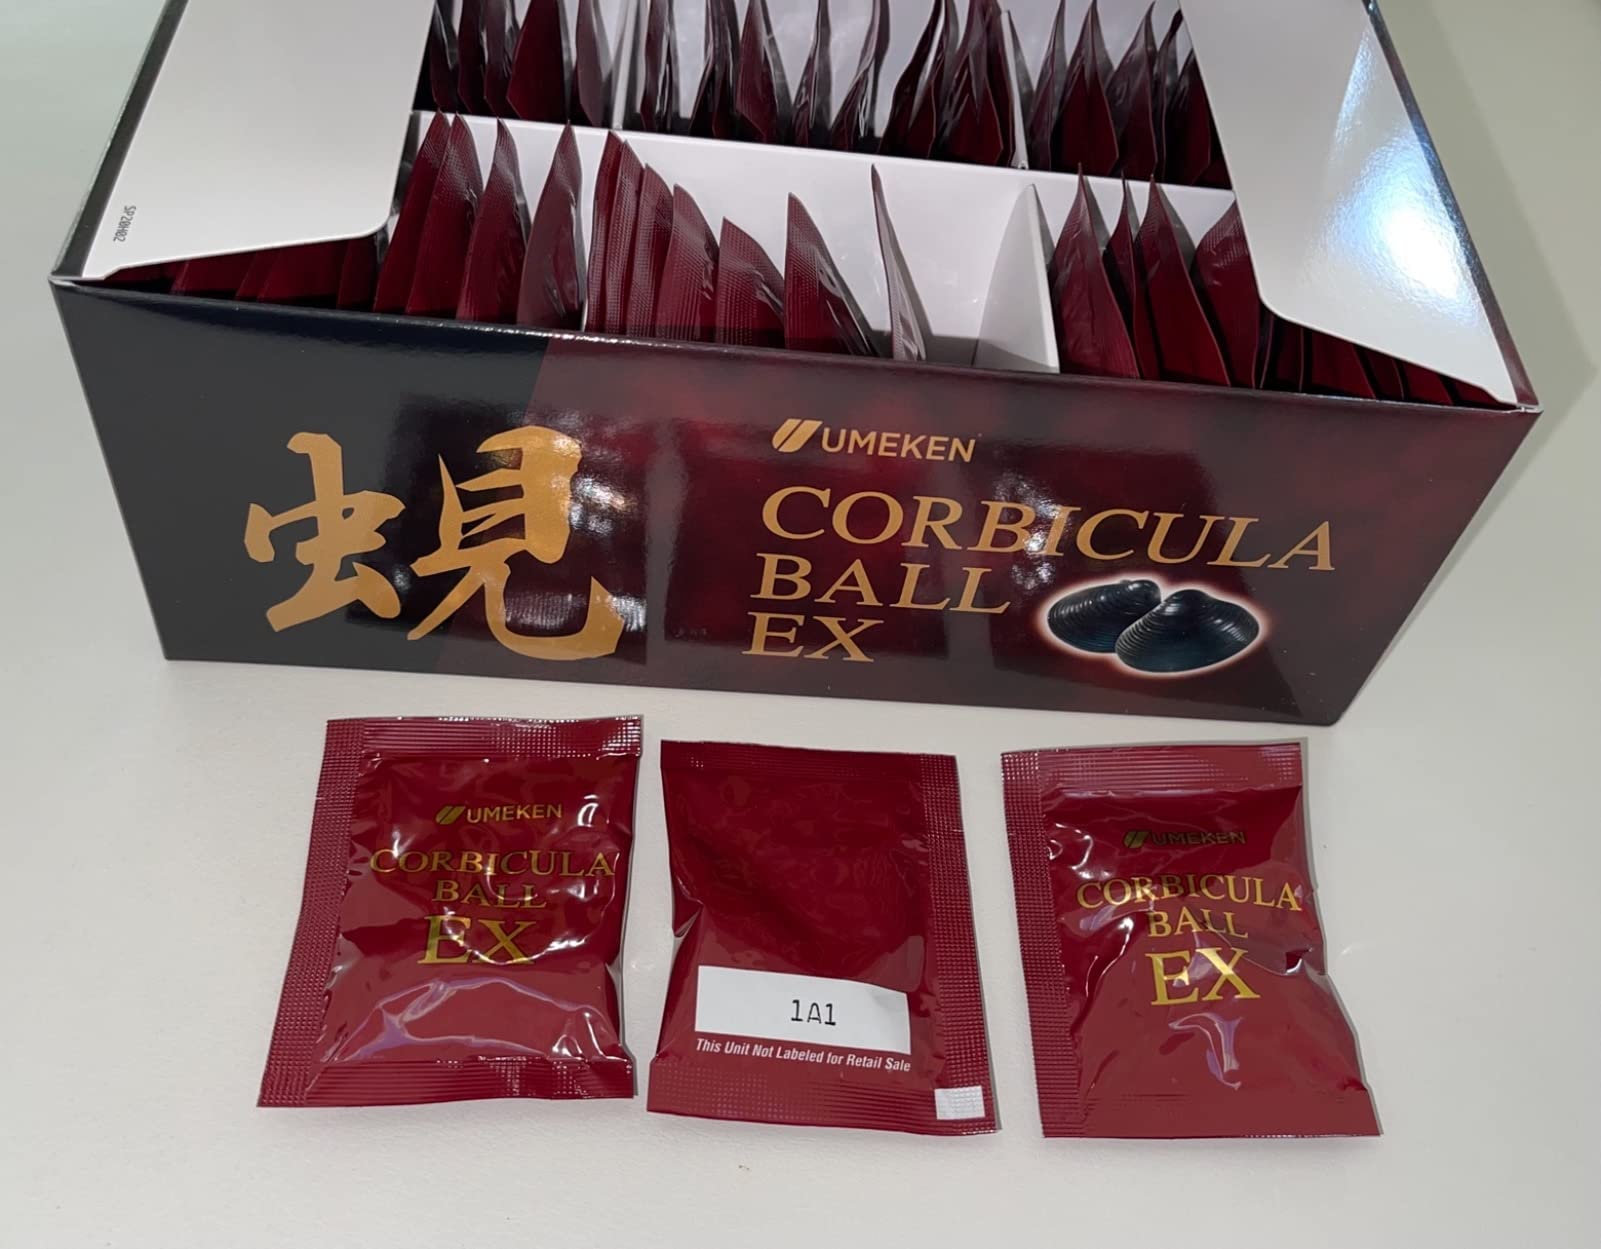 SP20N02
蜆
UMEKEN
CORBICULA
BALL
EX
UMEKEN
CORBICULA
BALL
EX
1A1
This Unit Not Labeled for Retail Sale
UMEKEN
CORBICULA
BALL
EX